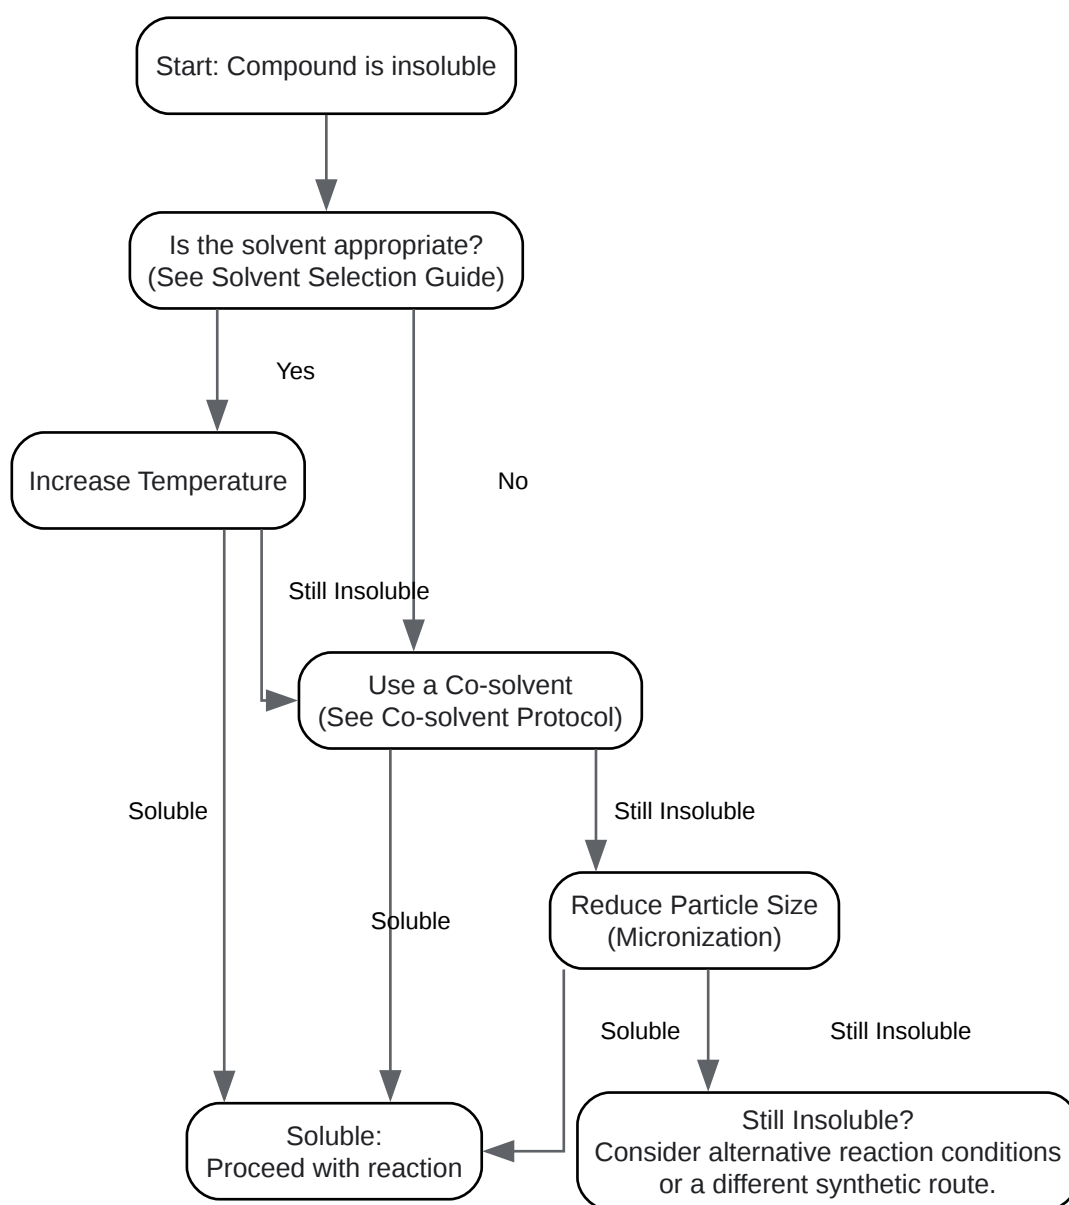 Start: Compound is insoluble
Is the solvent appropriate?
(See Solvent Selection Guide)
Yes
Increase Temperature
No
Still Insoluble
Use a Co-solvent
(See Co-solvent Protocol)
Soluble
Still Insoluble
Reduce Particle Size
(Micronization)
Soluble
Soluble
Still Insoluble
Soluble:
Proceed with reaction
Still Insoluble?
Consider alternative reaction conditions
or a different synthetic route.